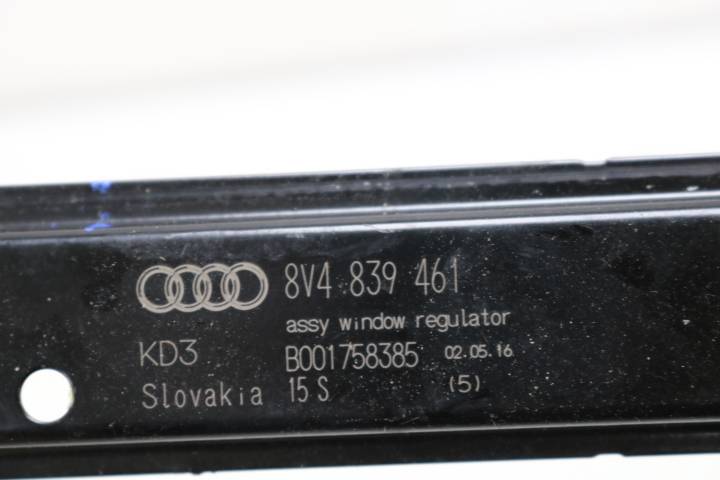 8V4 839 461
assy window regulator
KD3 B001758385 02.05.16
Slovakia 15 S (5)